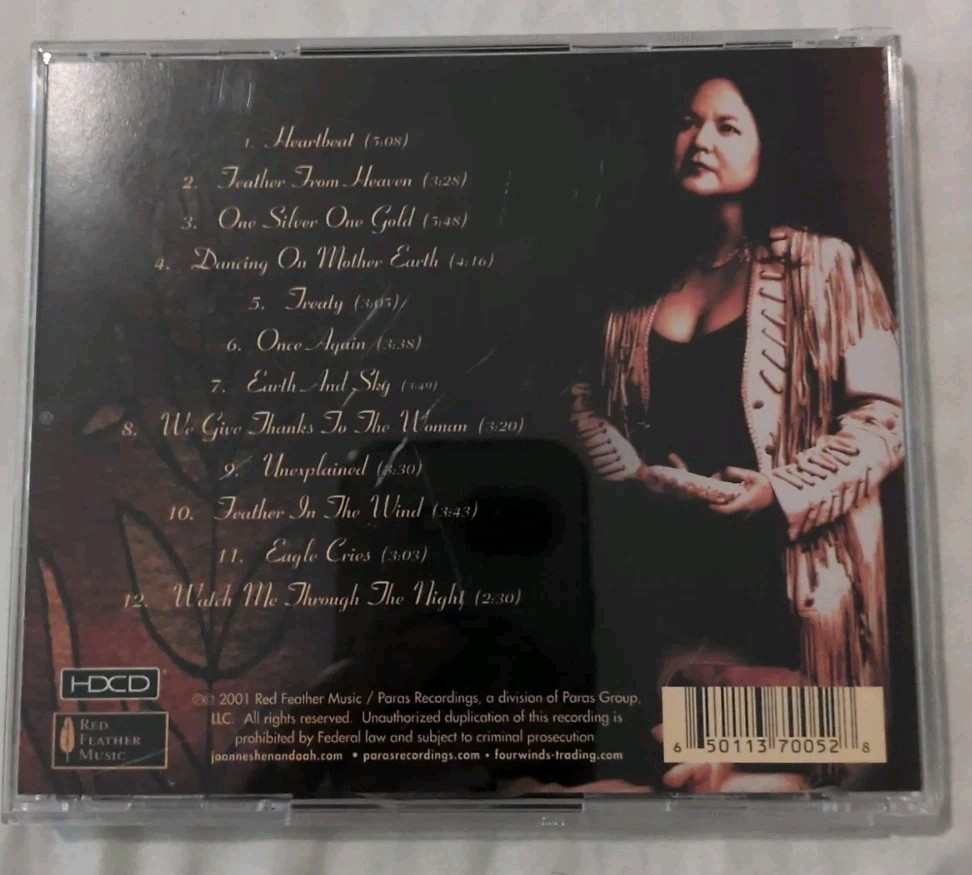 1. Heartbeat (5:08)
2. Feather From Heaven (3:28)
3. One Silver One Gold (5:48)
4. Dancing On Mother Earth (4:16)
5. Treaty (3:05)
6. Once Again (3:38)
7. Earth And Sky (3:49)
8. We Give Thanks To The Woman (3:20)
9. Unexplained
10. Feather In The Wind (3:43)
11. Eagle Cries (3:03)
12. Watch Me Through The Night (2:30)
HDCD
RED
FEATHER
MUSIC
℗© 2001 Red Feather Music / Paras Recordings, a division of Paras Group,
LLC. All rights reserved. Unauthorized duplication of this recording is
prohibited by Federal law and subject to criminal prosecution
joanneshenandoah.com • parasrecordings.com • fourwinds-trading.com
6 50113 70052 8